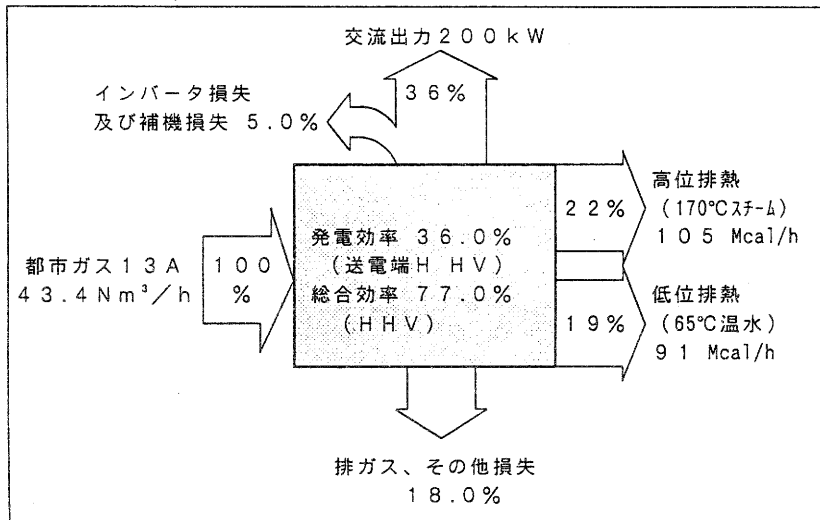 交流出力200kW
36%
インバータ損失
及び補機損失 5.0%
高位排熱
22%
(170℃スチーム)
105 Mcal/h
発電効率 36.0%
(送電端HHV)
総合効率 77.0%
(HHV)
都市ガス13A
43.4Nm³/h
100
%
低位排熱
19%
(65℃温水)
91 Mcal/h
排ガス、その他損失
18.0%